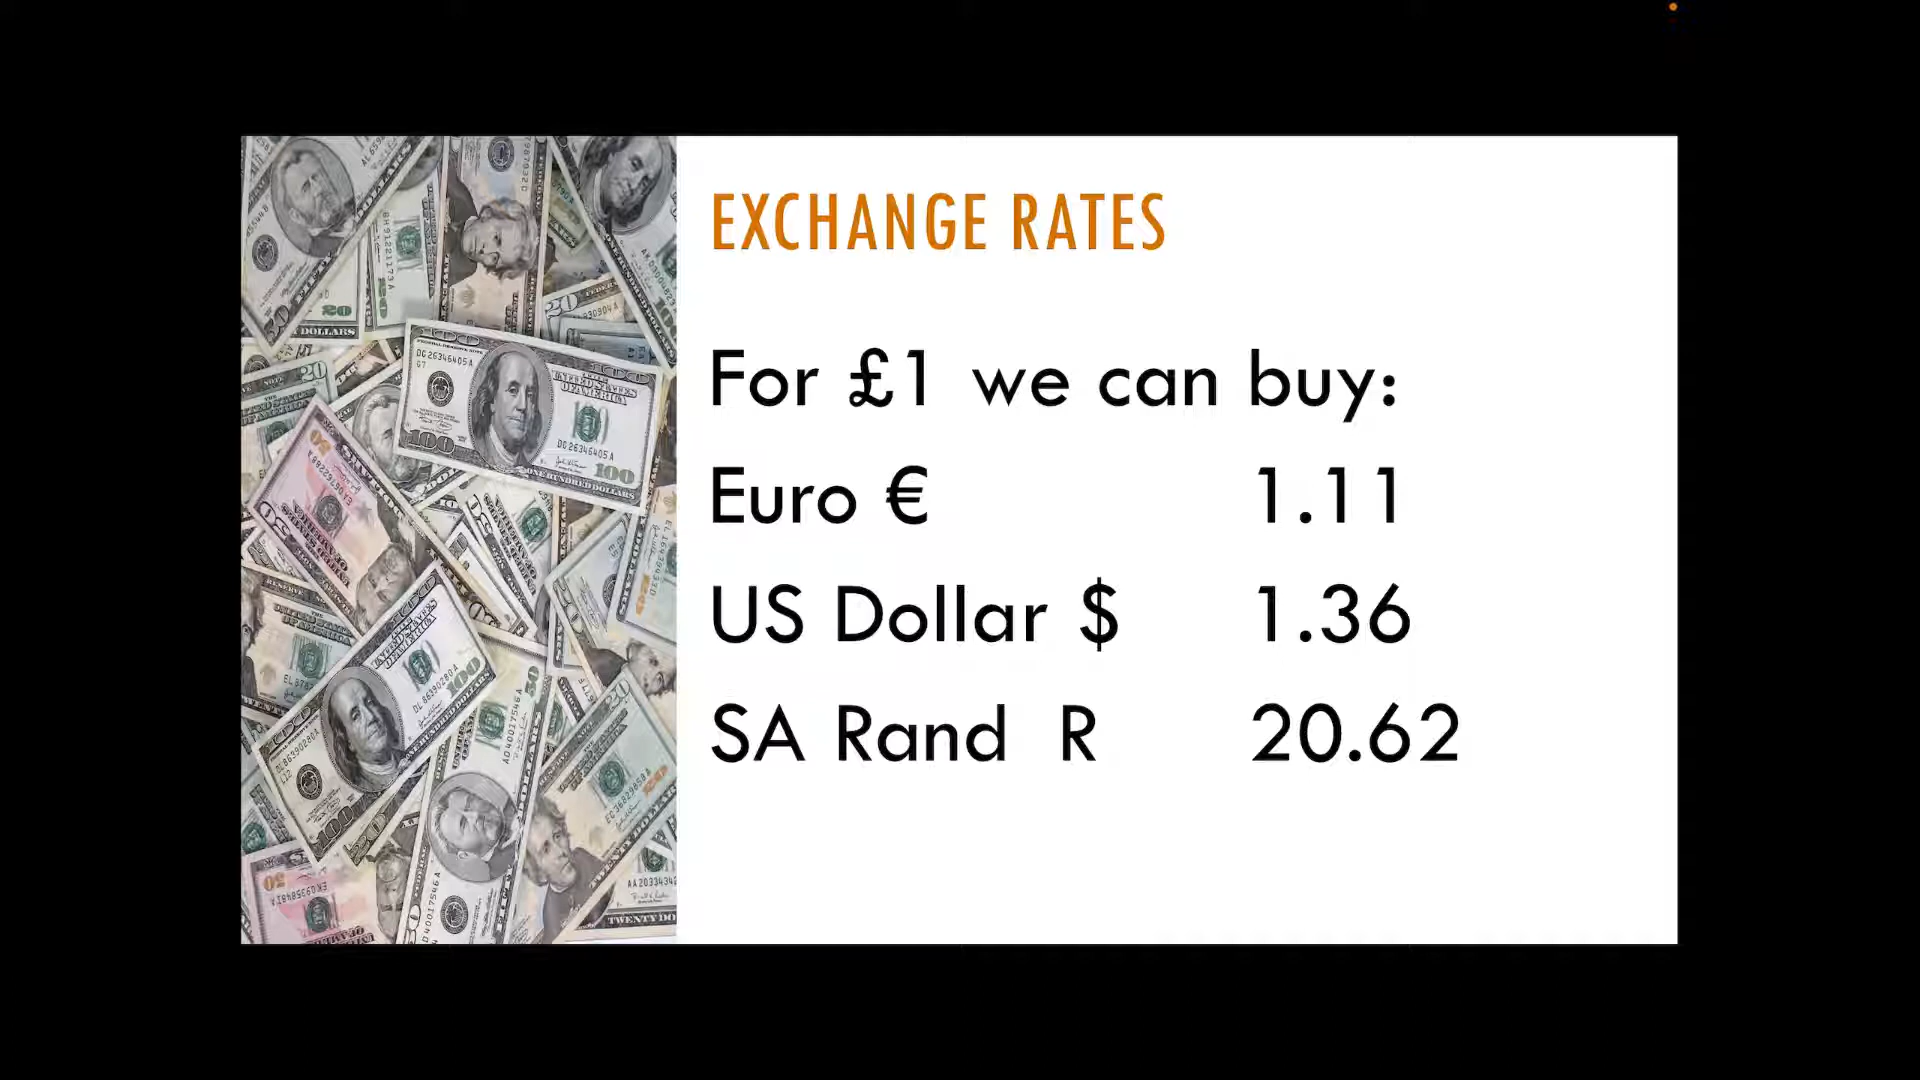 EXCHANGE RATES
For £1 we can buy:
Euro € 1.11
US Dollar $ 1.36
SA Rand R 20.62